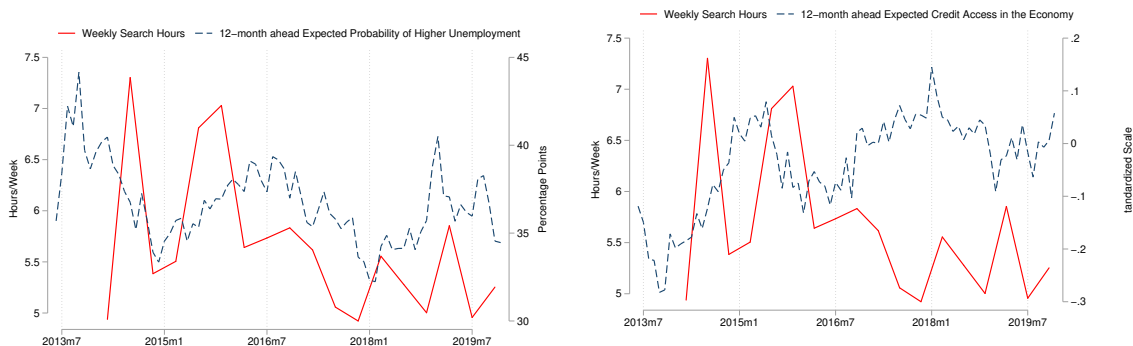 Weekly Search Hours 12-month ahead Expected Probability of Higher Unemployment
7.5
7
6.5
6
5.5
5
Hours/Week
45
40
35
30
Percentage Points
2013m7 2015m1 2016m7 2018m1 2019m7
Weekly Search Hours 12-month ahead Expected Credit Access in the Economy
7.5
7
6.5
6
5.5
5
Hours/Week
.2
.1
0
-.1
-.2
-.3
tandardized Scale
2013m7 2015m1 2016m7 2018m1 2019m7